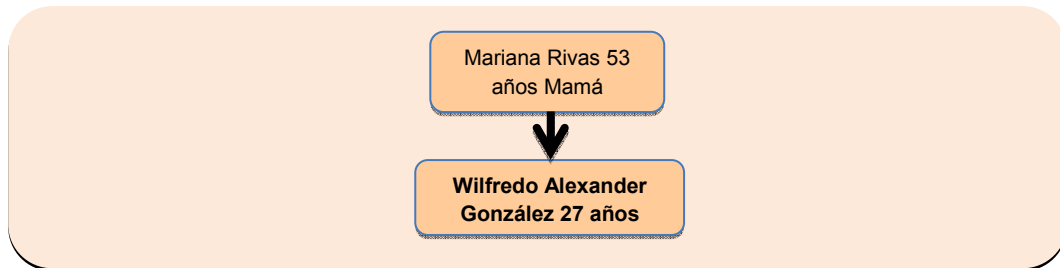 Mariana Rivas 53
años Mamá
Wilfredo Alexander
González 27 años